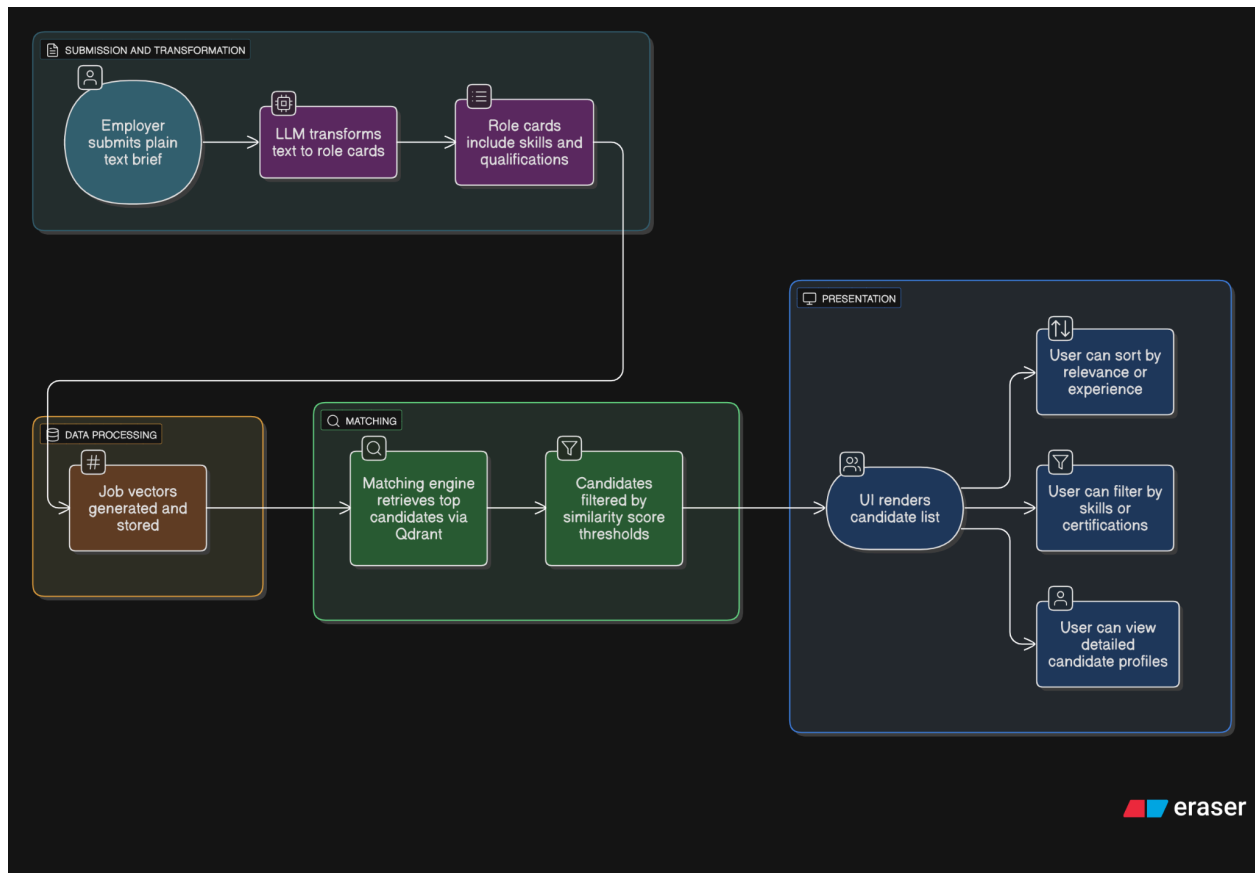 SUBMISSION AND TRANSFORMATION
Employer
submits plain
text brief
LLM transforms
text to role cards
Role cards
include skills and
qualifications
DATA PROCESSING
Job vectors
generated and
stored
MATCHING
Matching engine
retrieves top
candidates via
Qdrant
Candidates
filtered by
similarity score
thresholds
PRESENTATION
UI renders
candidate list
User can sort by
relevance or
experience
User can filter by
skills or
certifications
User can view
detailed
candidate profiles
eraser